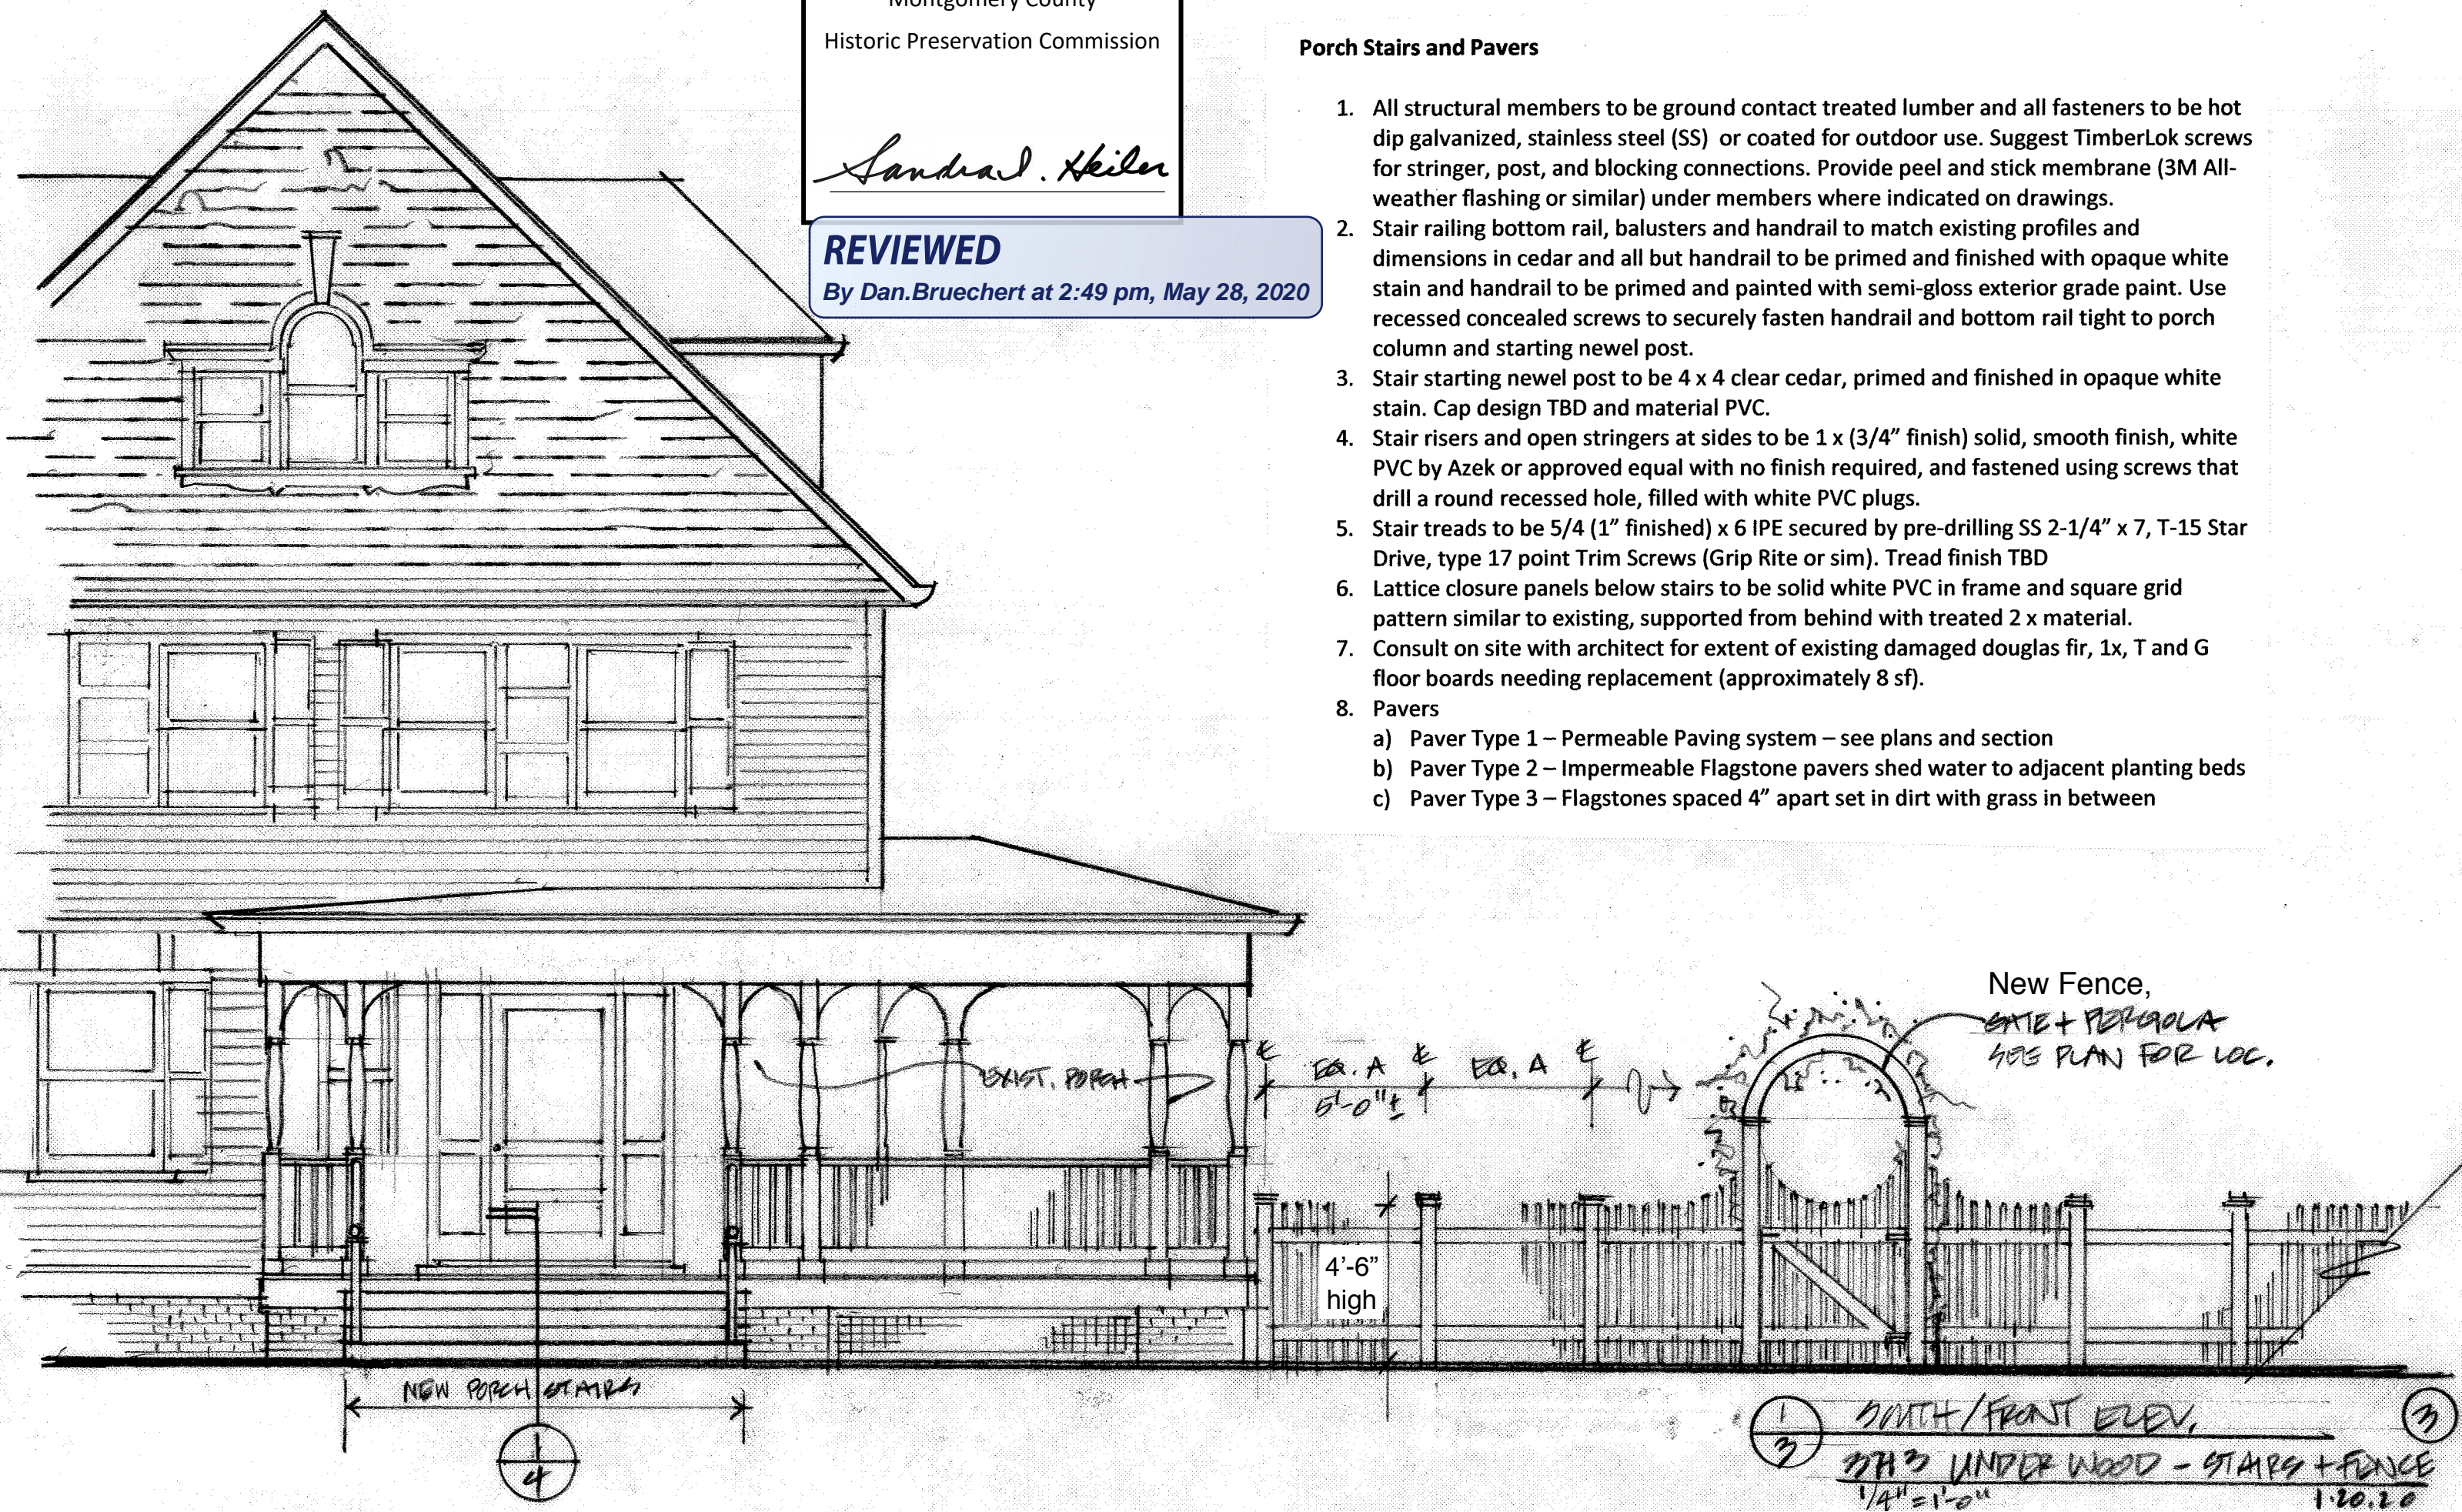 Montgomery County
Historic Preservation Commission
Sandra I. Heiler
REVIEWED
By Dan.Bruechert at 2:49 pm, May 28, 2020
Porch Stairs and Pavers
1. All structural members to be ground contact treated lumber and all fasteners to be hot
dip galvanized, stainless steel (SS) or coated for outdoor use. Suggest TimberLok screws
for stringer, post, and blocking connections. Provide peel and stick membrane (3M All-
weather flashing or similar) under members where indicated on drawings.
2. Stair railing bottom rail, balusters and handrail to match existing profiles and
dimensions in cedar and all but handrail to be primed and finished with opaque white
stain and handrail to be primed and painted with semi-gloss exterior grade paint. Use
recessed concealed screws to securely fasten handrail and bottom rail tight to porch
column and starting newel post.
3. Stair starting newel post to be 4 x 4 clear cedar, primed and finished in opaque white
stain. Cap design TBD and material PVC.
4. Stair risers and open stringers at sides to be 1 x (3/4” finish) solid, smooth finish, white
PVC by Azek or approved equal with no finish required, and fastened using screws that
drill a round recessed hole, filled with white PVC plugs.
5. Stair treads to be 5/4 (1” finished) x 6 IPE secured by pre-drilling SS 2-1/4” x 7, T-15 Star
Drive, type 17 point Trim Screws (Grip Rite or sim). Tread finish TBD
6. Lattice closure panels below stairs to be solid white PVC in frame and square grid
pattern similar to existing, supported from behind with treated 2 x material.
7. Consult on site with architect for extent of existing damaged douglas fir, 1x, T and G
floor boards needing replacement (approximately 8 sf).
8. Pavers
a) Paver Type 1 – Permeable Paving system – see plans and section
b) Paver Type 2 – Impermeable Flagstone pavers shed water to adjacent planting beds
c) Paver Type 3 – Flagstones spaced 4” apart set in dirt with grass in between
New Fence,
GATE + PERGOLA
SEE PLAN FOR LOC.
EXIST. PORCH
℄ EQ. A ℄ EQ. A ℄
5'-0"±
4’-6”
high
NEW PORCH STAIRS
1
4
1
3
SOUTH/FRONT ELEV.
3
3713 UNDERWOOD - STAIRS + FENCE
1/4" = 1'-0"
1.20.20